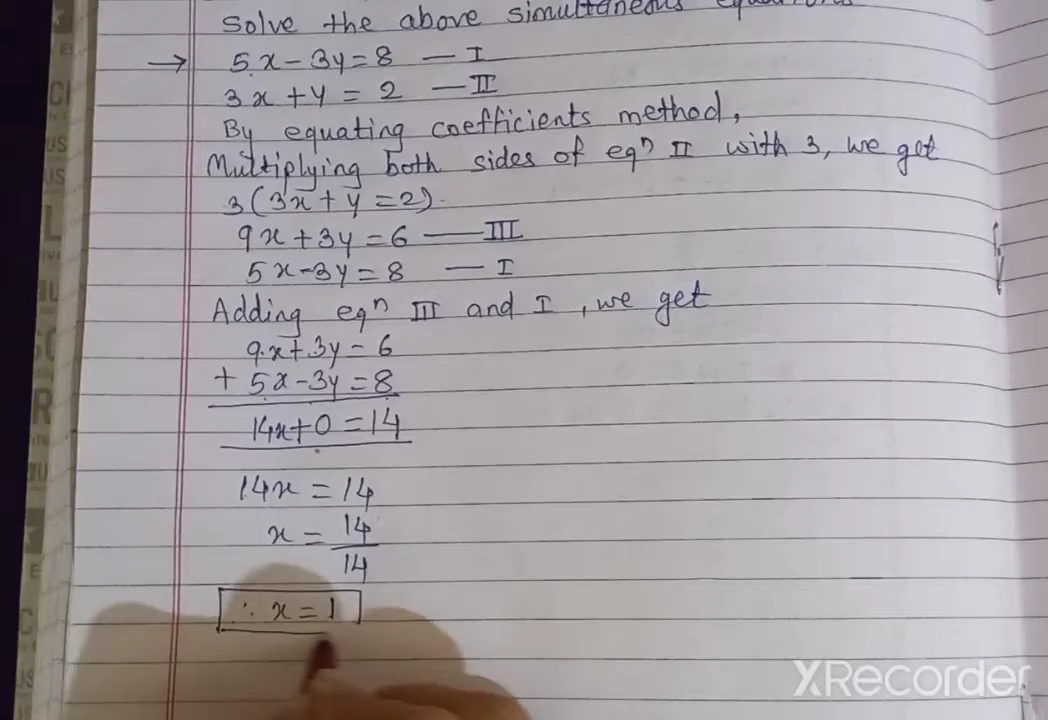 Solve the above simultaneous equations
→ 5x - 3y = 8 — I
3x + y = 2 — II
By equating coefficients method,
Multiplying both sides of eqⁿ II with 3, we get
3(3x + y = 2).
9x + 3y = 6 — III
5x - 3y = 8 — I
Adding eqⁿ III and I, we get
9x + 3y = 6
+ 5x - 3y = 8
14x + 0 = 14
14x = 14
x = 14/14
∴ x = 1
XRecorder